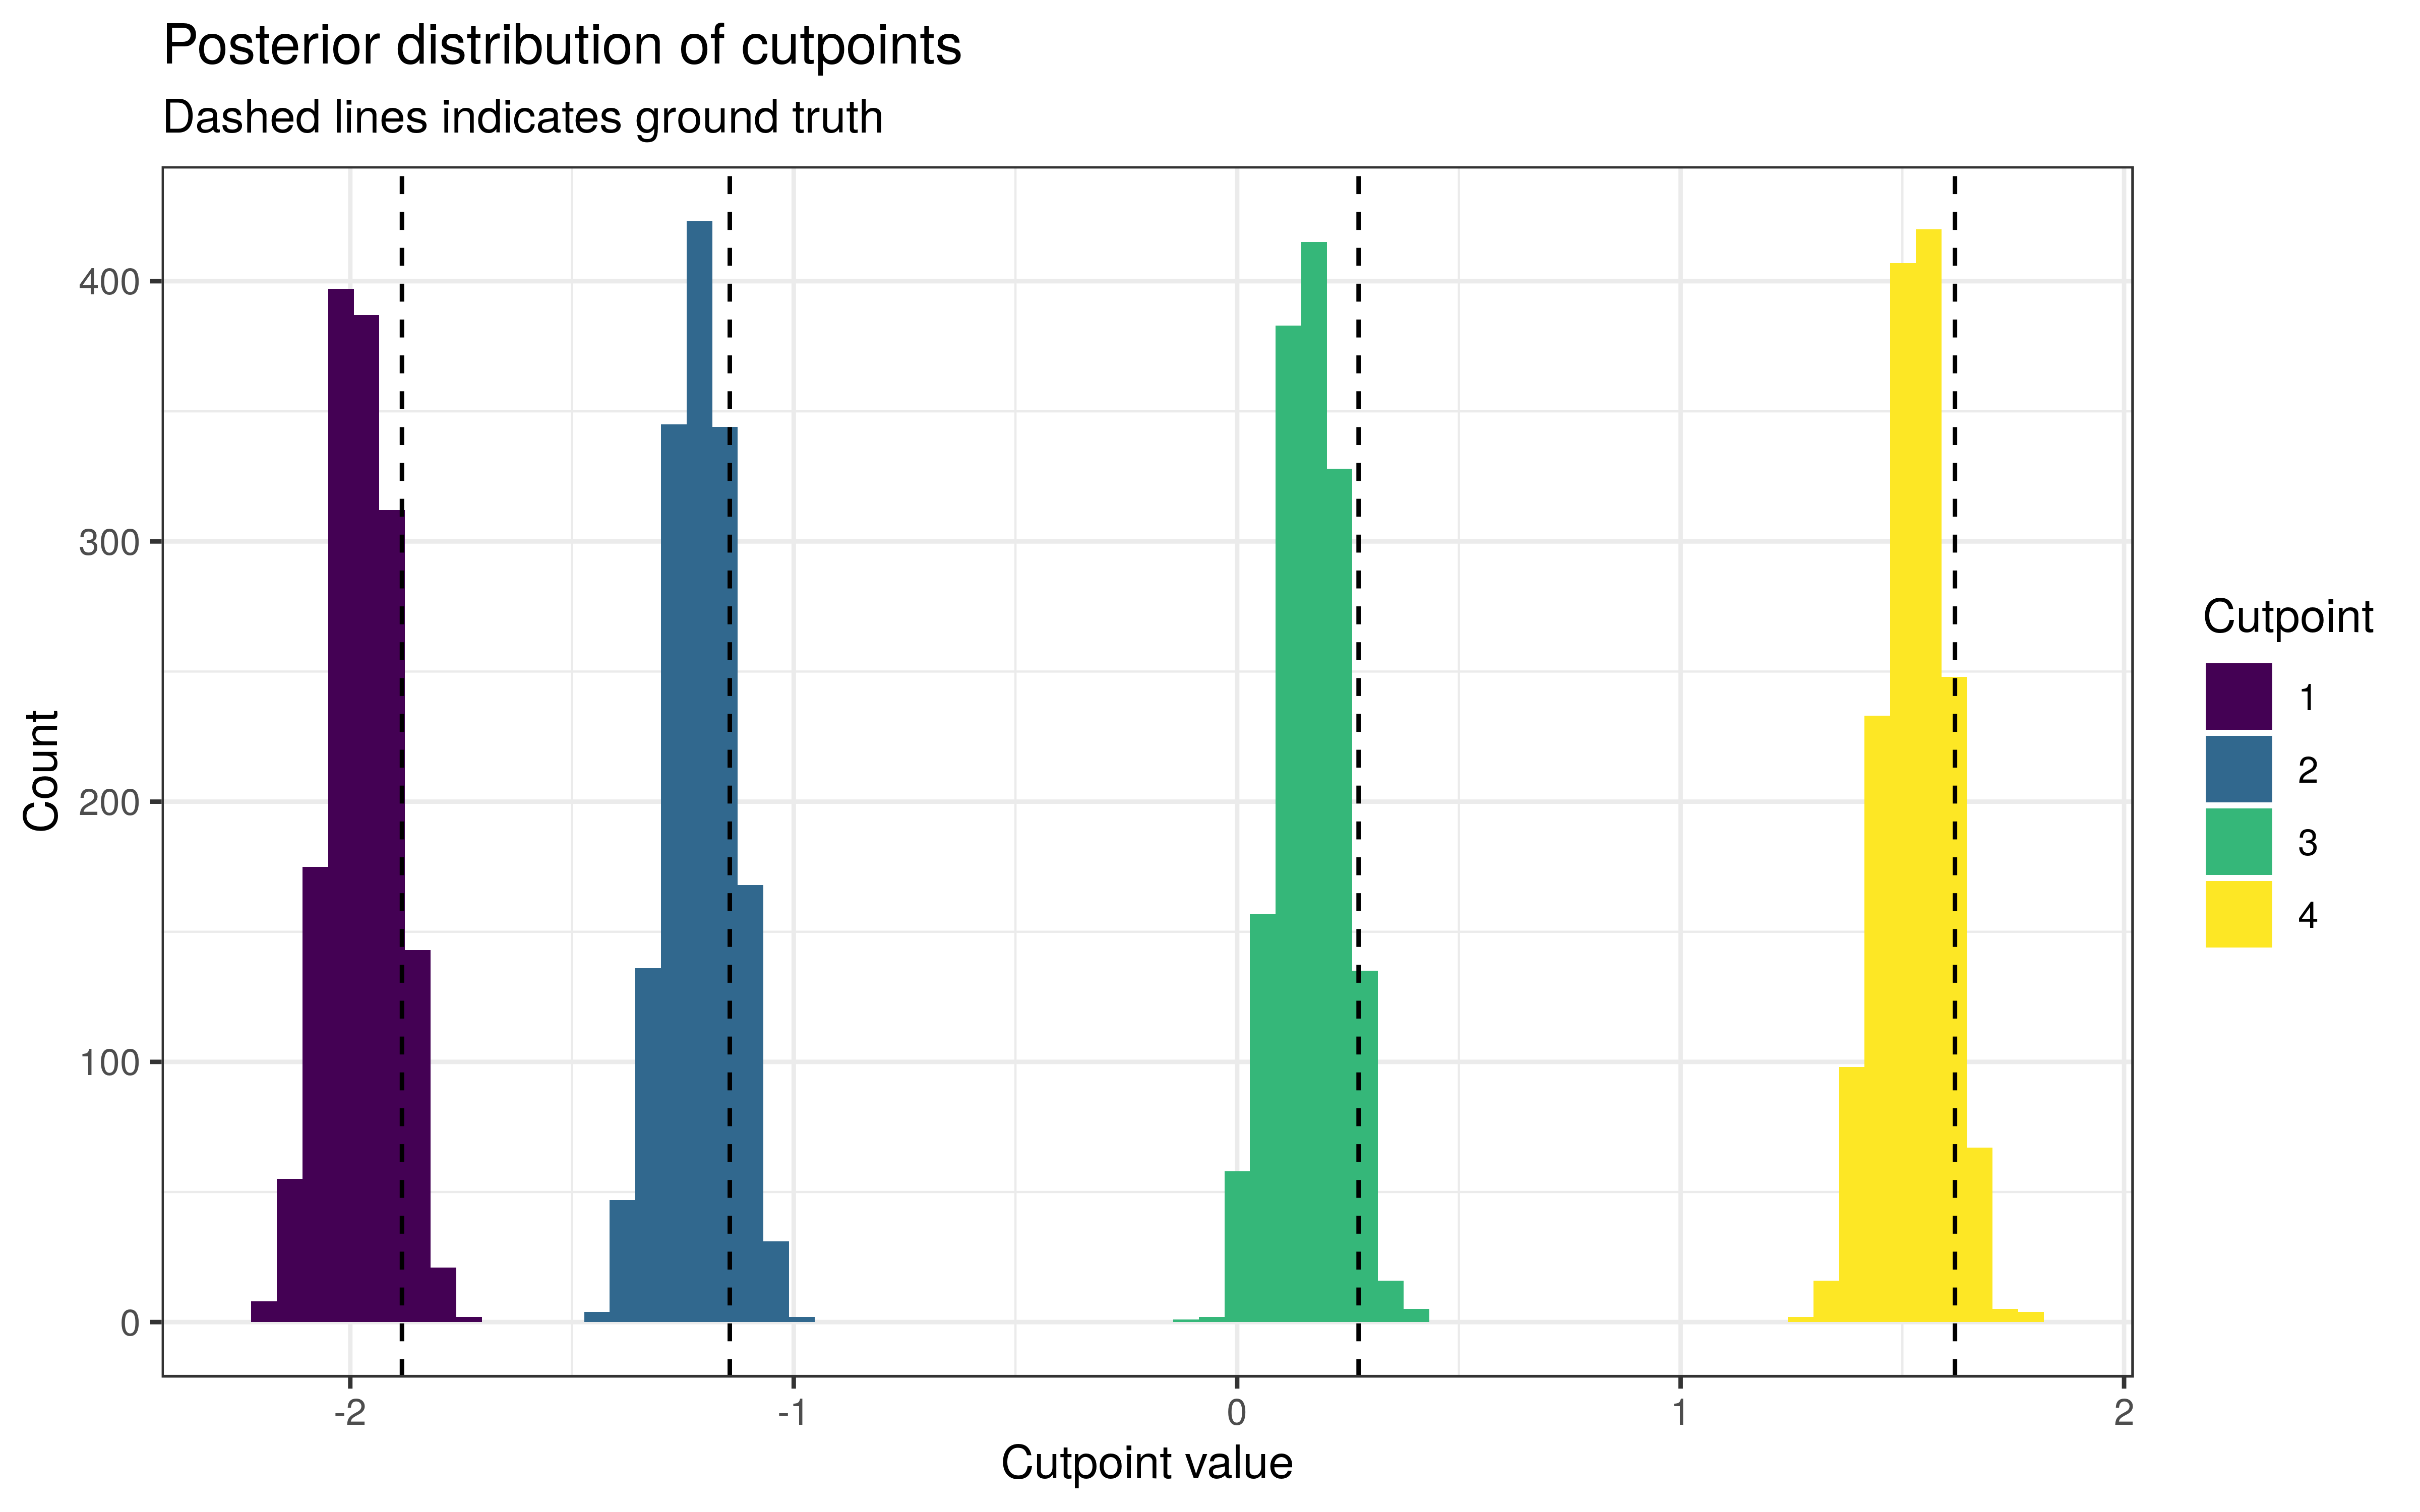 Posterior distribution of cutpoints
Dashed lines indicates ground truth
400
300
200
100
0
Count
-2
-1
0
1
2
Cutpoint value
Cutpoint
1
2
3
4